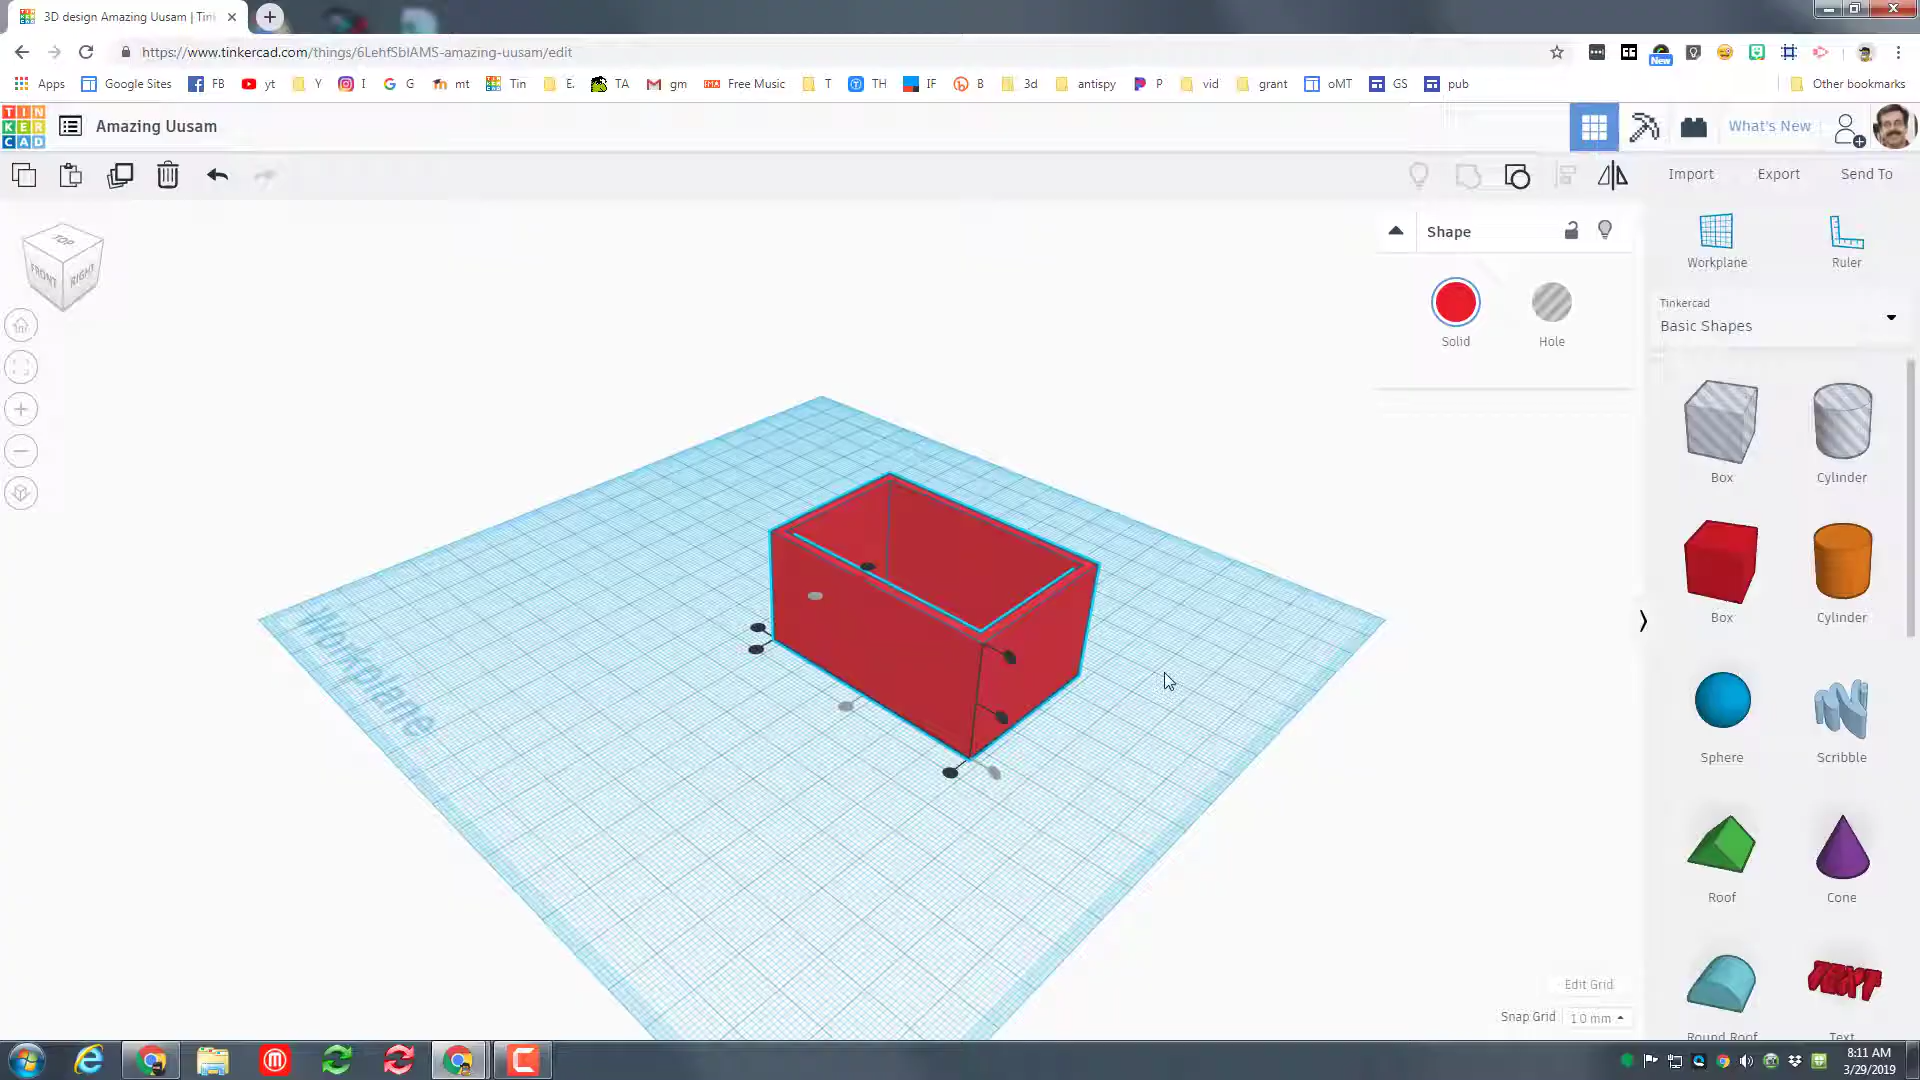 3D design Amazing Uusam | Tin
https://www.tinkercad.com/things/6LehfSbIAMS-amazing-uusam/edit
New
Apps Google Sites FB yt Y I G mt Tin E. TA gm Free Music T TH IF B 3d antispy P vid grant oMT GS pub Other bookmarks
TIN
KER
CAD
Amazing Uusam
What's New
Import Export Send To
TOP
FRONT RIGHT
Shape
Solid Hole
Workplane Ruler
Tinkercad
Basic Shapes
Box Cylinder
Box Cylinder
Sphere Scribble
Roof Cone
TEXT
Round Roof Text
Workplane
Edit Grid
Snap Grid 1.0 mm
8:11 AM
3/29/2019